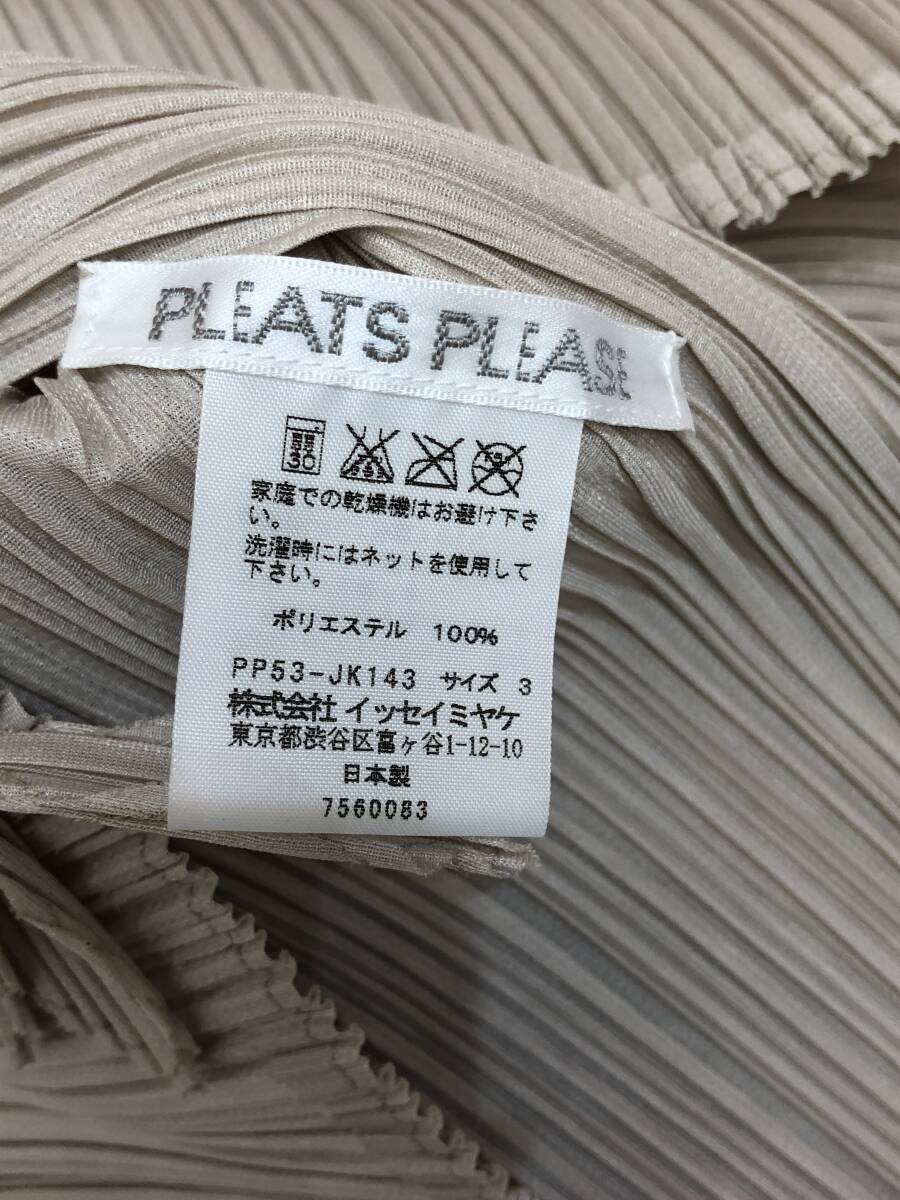 PLEATS PLEASE
弱 30
家庭での乾燥機はお避け下さ
い。
洗濯時にはネットを使用して
下さい。
ポリエステル 100%
PP53-JK143 サイズ 3
株式会社 イッセイミヤケ
東京都渋谷区富ヶ谷1-12-10
日本製
7560083